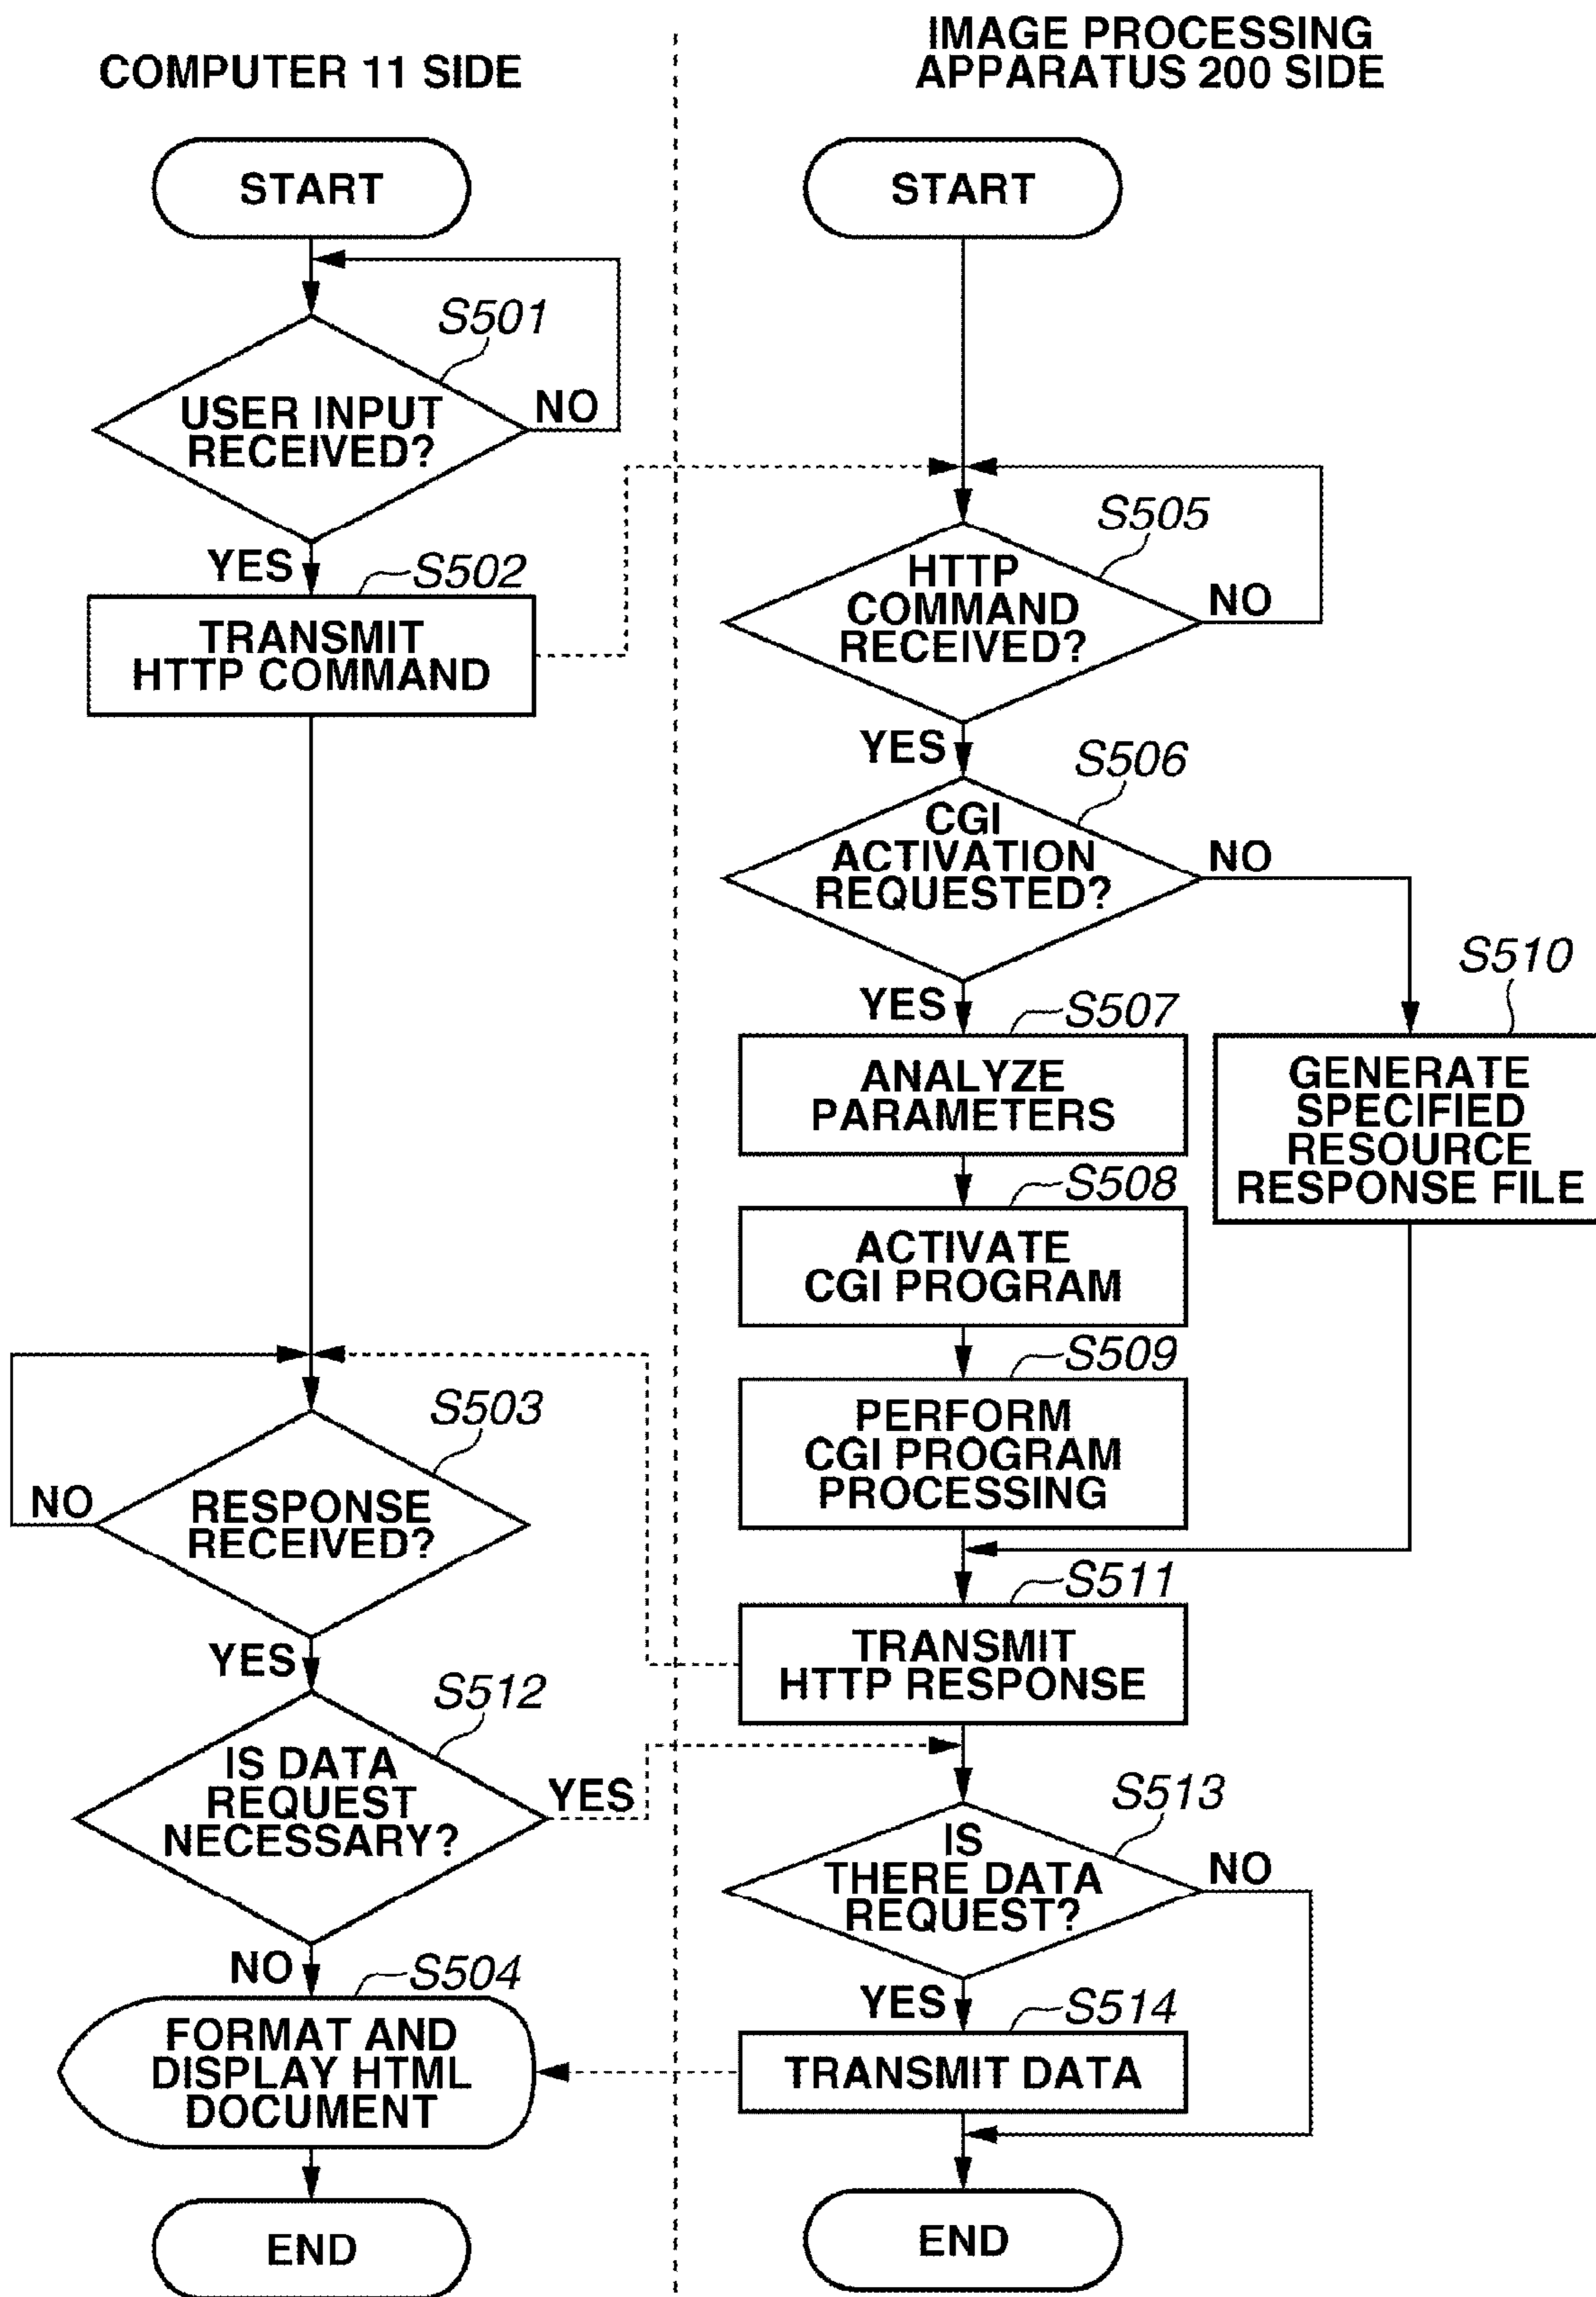 COMPUTER 11 SIDE
START
S501
USER INPUT
RECEIVED?
NO
YES
S502
TRANSMIT
HTTP COMMAND
S503
NO
RESPONSE
RECEIVED?
YES
S512
IS DATA
REQUEST
NECESSARY?
YES
NO
S504
FORMAT AND
DISPLAY HTML
DOCUMENT
END
IMAGE PROCESSING
APPARATUS 200 SIDE
START
S505
HTTP
COMMAND
RECEIVED?
NO
YES
S506
CGI
ACTIVATION
REQUESTED?
NO
YES
S507
ANALYZE
PARAMETERS
S508
ACTIVATE
CGI PROGRAM
S509
PERFORM
CGI PROGRAM
PROCESSING
S510
GENERATE
SPECIFIED
RESOURCE
RESPONSE FILE
S511
TRANSMIT
HTTP RESPONSE
S513
IS
THERE DATA
REQUEST?
NO
YES
S514
TRANSMIT DATA
END